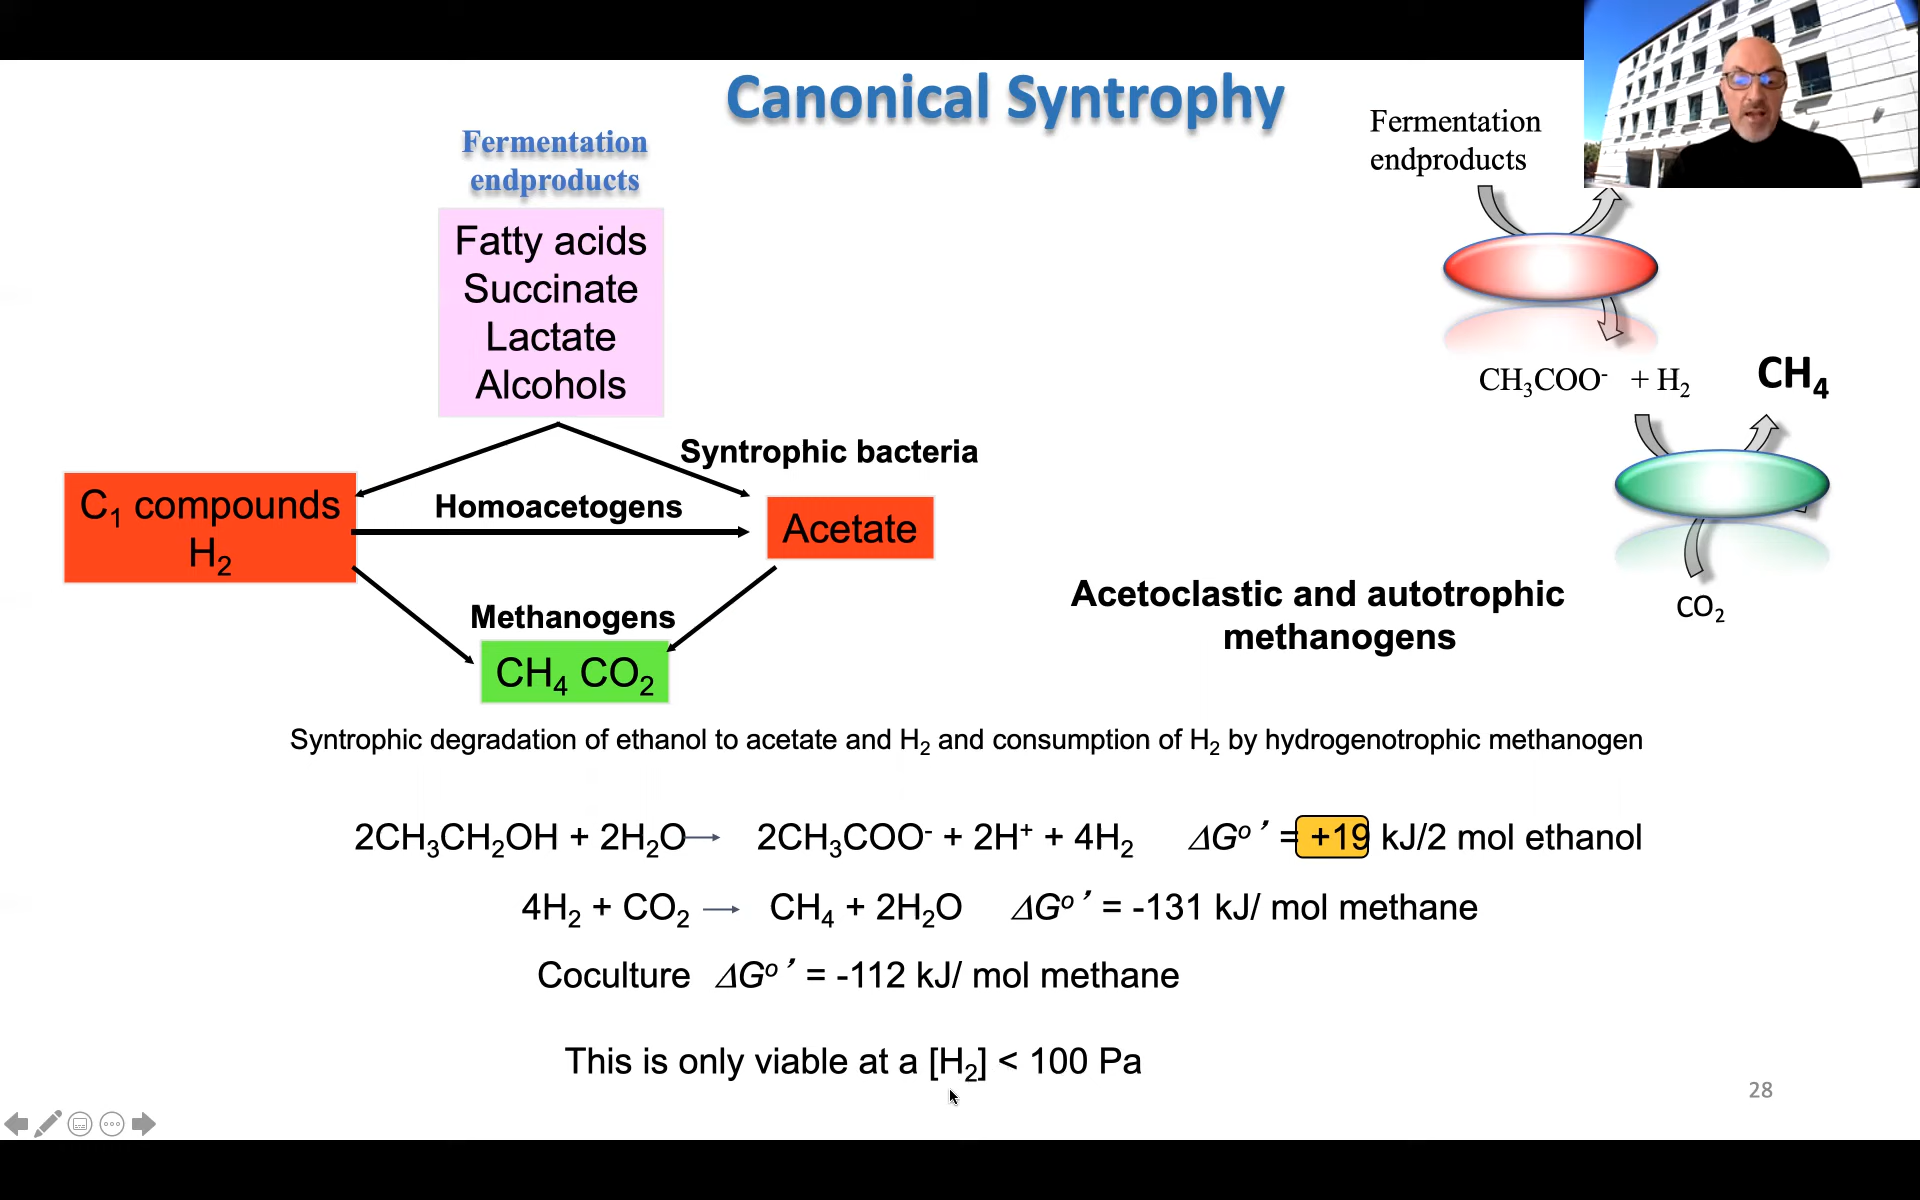 Canonical Syntrophy
Fermentation
endproducts
Fatty acids
Succinate
Lactate
Alcohols
Syntrophic bacteria
C₁ compounds
H₂
Homoacetogens
Acetate
Methanogens
CH₄ CO₂
Fermentation
endproducts
CH₃COO⁻ + H₂
CH₄
CO₂
Acetoclastic and autotrophic
methanogens
Syntrophic degradation of ethanol to acetate and H₂ and consumption of H₂ by hydrogenotrophic methanogen
2CH₃CH₂OH + 2H₂O → 2CH₃COO⁻ + 2H⁺ + 4H₂ ΔG°′ = +19 kJ/2 mol ethanol
4H₂ + CO₂ → CH₄ + 2H₂O ΔG°′ = -131 kJ/ mol methane
Coculture ΔG°′ = -112 kJ/ mol methane
This is only viable at a [H₂] < 100 Pa
28